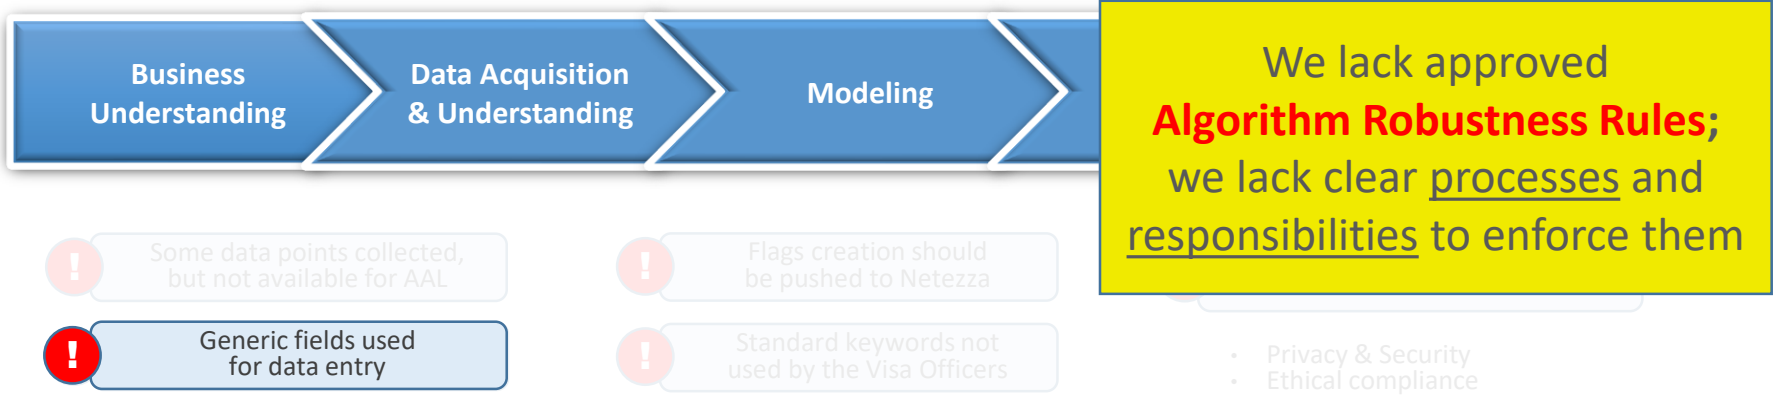 Business
Understanding
Data Acquisition
& Understanding
Modeling
We lack approved
Algorithm Robustness Rules;
we lack clear processes and
responsibilities to enforce them
! Some data points collected,
but not available for AAL
! Generic fields used
for data entry
! Flags creation should
be pushed to Netezza
! Standard keywords not
used by the Visa Officers
• Privacy & Security
• Ethical compliance